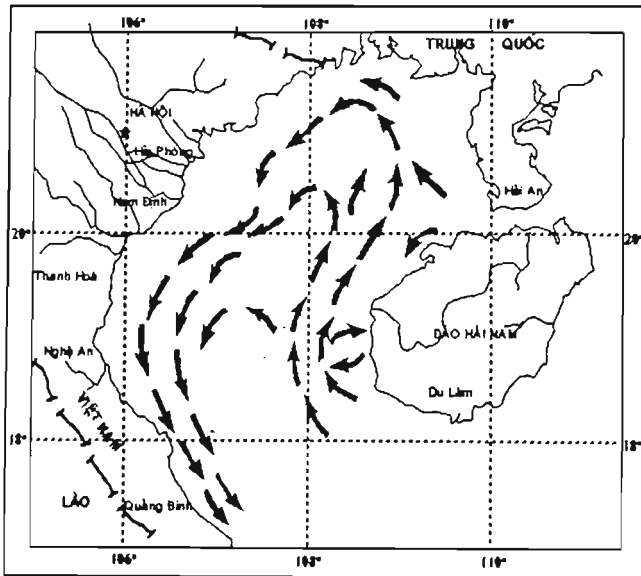 106° 108° 110°
TRUNG QUỐC
HÀ NỘI
Hải Phòng
Nam Định
Hải An
20° 20°
Thanh Hoá
ĐẢO HẢI NAM
Nghệ An
Du Lâm
VIỆT NAM
18° 18°
LÀO
Quảng Bình
106° 108° 110°